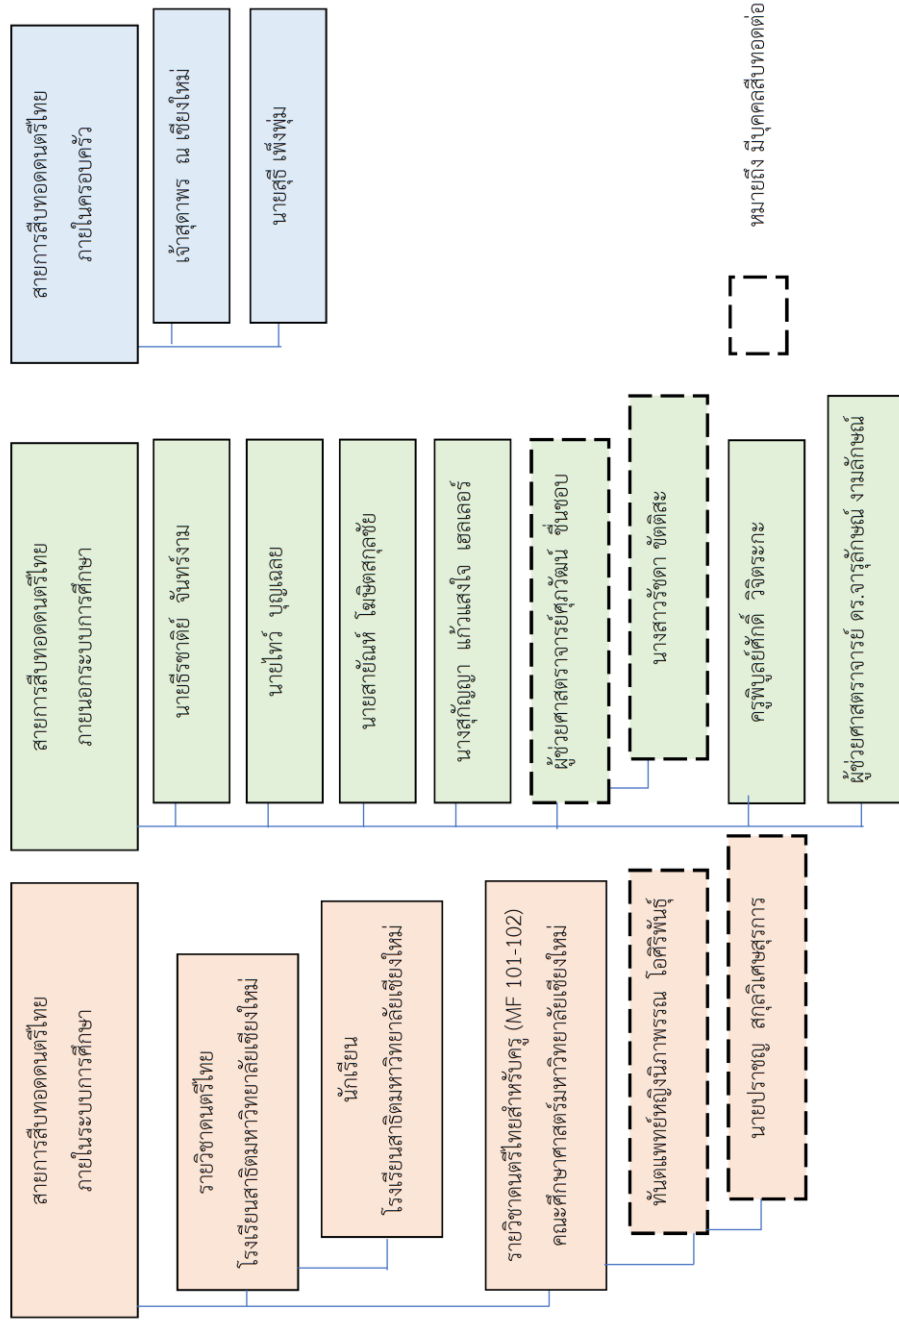 สายการสืบทอดดนตรีไทย
ภายในระบบการศึกษา
รายวิชาดนตรีไทย
โรงเรียนสาธิตมหาวิทยาลัยเชียงใหม่
นักเรียน
โรงเรียนสาธิตมหาวิทยาลัยเชียงใหม่
รายวิชาดนตรีไทยสำหรับครู (MF 101-102)
คณะศึกษาศาสตร์มหาวิทยาลัยเชียงใหม่
ทันตแพทย์หญิงนิภาพรรณ โอศิริพันธุ์
นายปราชญ สกุลวิเศษสุรการ
สายการสืบทอดดนตรีไทย
ภายนอกระบบการศึกษา
นายธีรชาติย์ จันทร์งาม
นายไทว์ บุญเฉลย
นายสายัณห์ โฆษิตสกุลชัย
นางสุกัญญา แก้วแสงใจ เฮลเลอร์
ผู้ช่วยศาสตราจารย์ศุภวัฒน์ ชื่นชอบ
นางสาวรัชดา ขัตติสะ
ครูพิบูลย์ศักดิ์ วิจิตระกะ
ผู้ช่วยศาสตราจารย์ ดร.จารุลักษณ์ งามลักษณ์
สายการสืบทอดดนตรีไทย
ภายในครอบครัว
เจ้าสุดาพร ณ เชียงใหม่
นายสุธี เพ็งพุ่ม
หมายถึง มีบุคคลสืบทอดต่อ